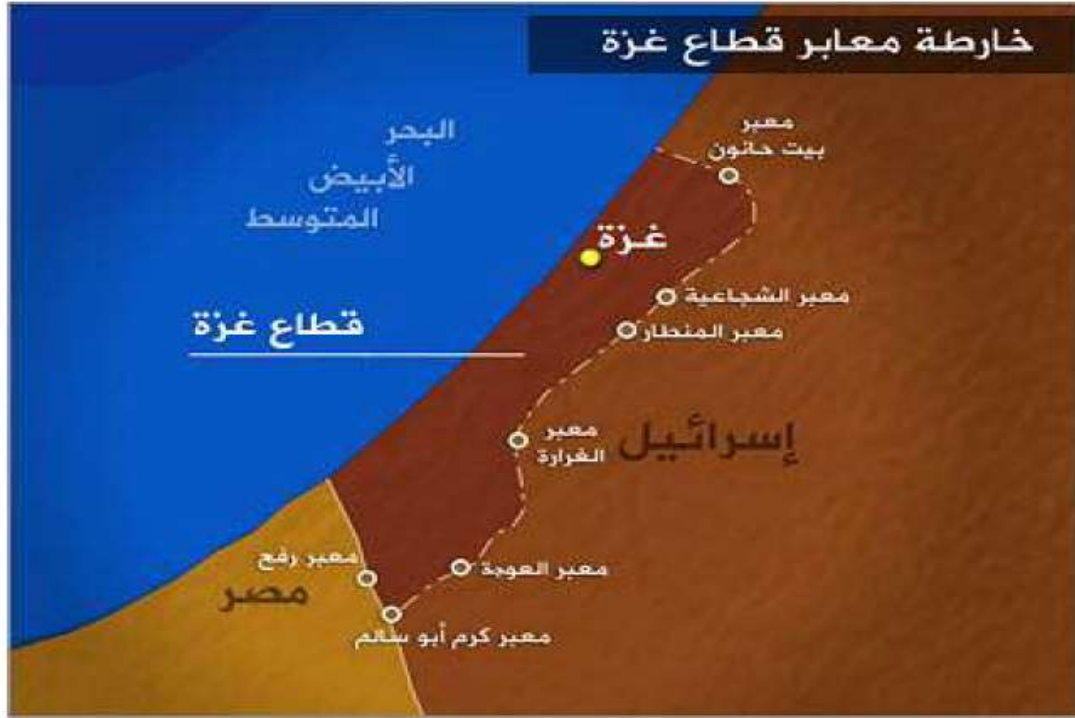 خارطة معابر قطاع غزة
البحر
الأبيض
المتوسط
معبر
بيت حانون
غزة
معبر الشجاعية
معبر المنطار
قطاع غزة
معبر
القرارة
إسرائيل
معبر رفح
معبر العوجة
مصر
معبر كرم أبو سالم